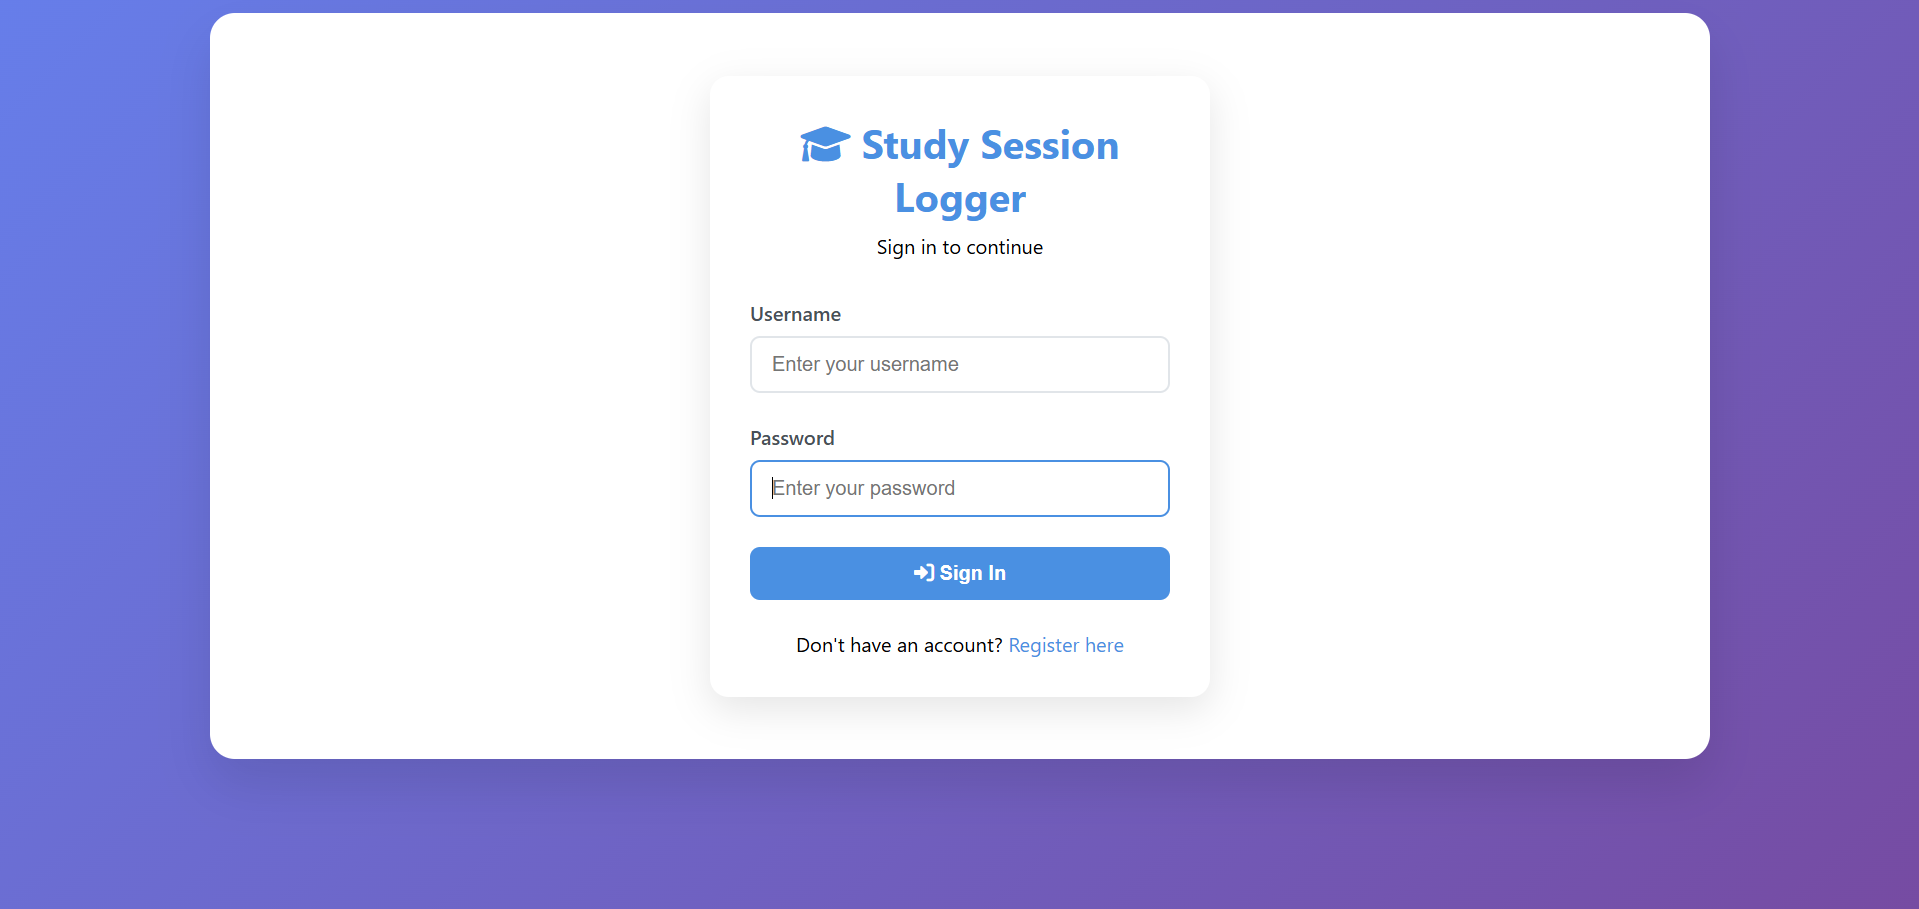 Study Session
Logger
Sign in to continue
Username
Enter your username
Password
Enter your password
Sign In
Don't have an account? Register here